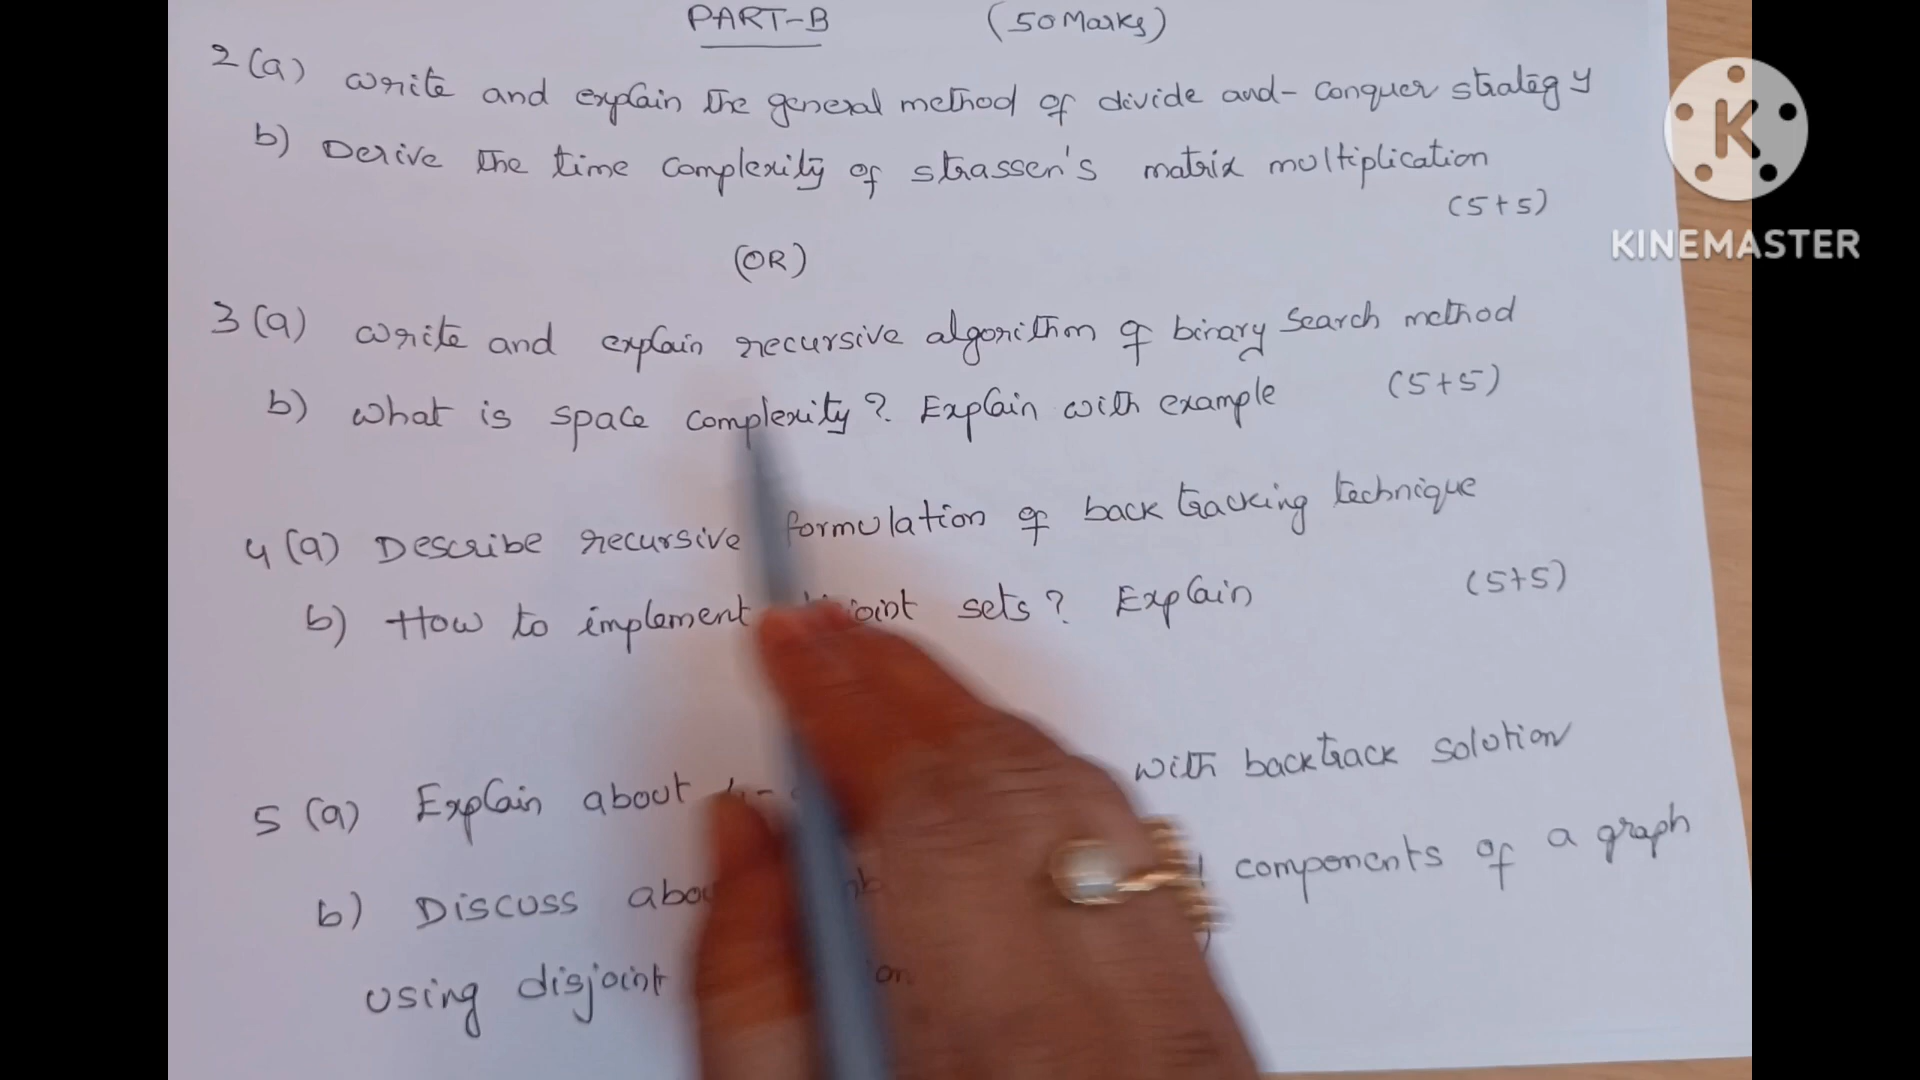 PART-B (50 Marks)
2(a) write and explain the general method of divide and- conquer strategy
b) Derive the time complexity of strassen's matrix multiplication
(5+5)
(OR)
3(a) write and explain recursive algorithm of binary search method
b) what is space complexity? Explain with example (5+5)
4(a) Describe recursive formulation of back tracking technique
b) How to implement sets? Explain (5+5)
5(a) Explain about with backtrack solution
b) Discuss components of a graph
using disjoint
K
KINEMASTER